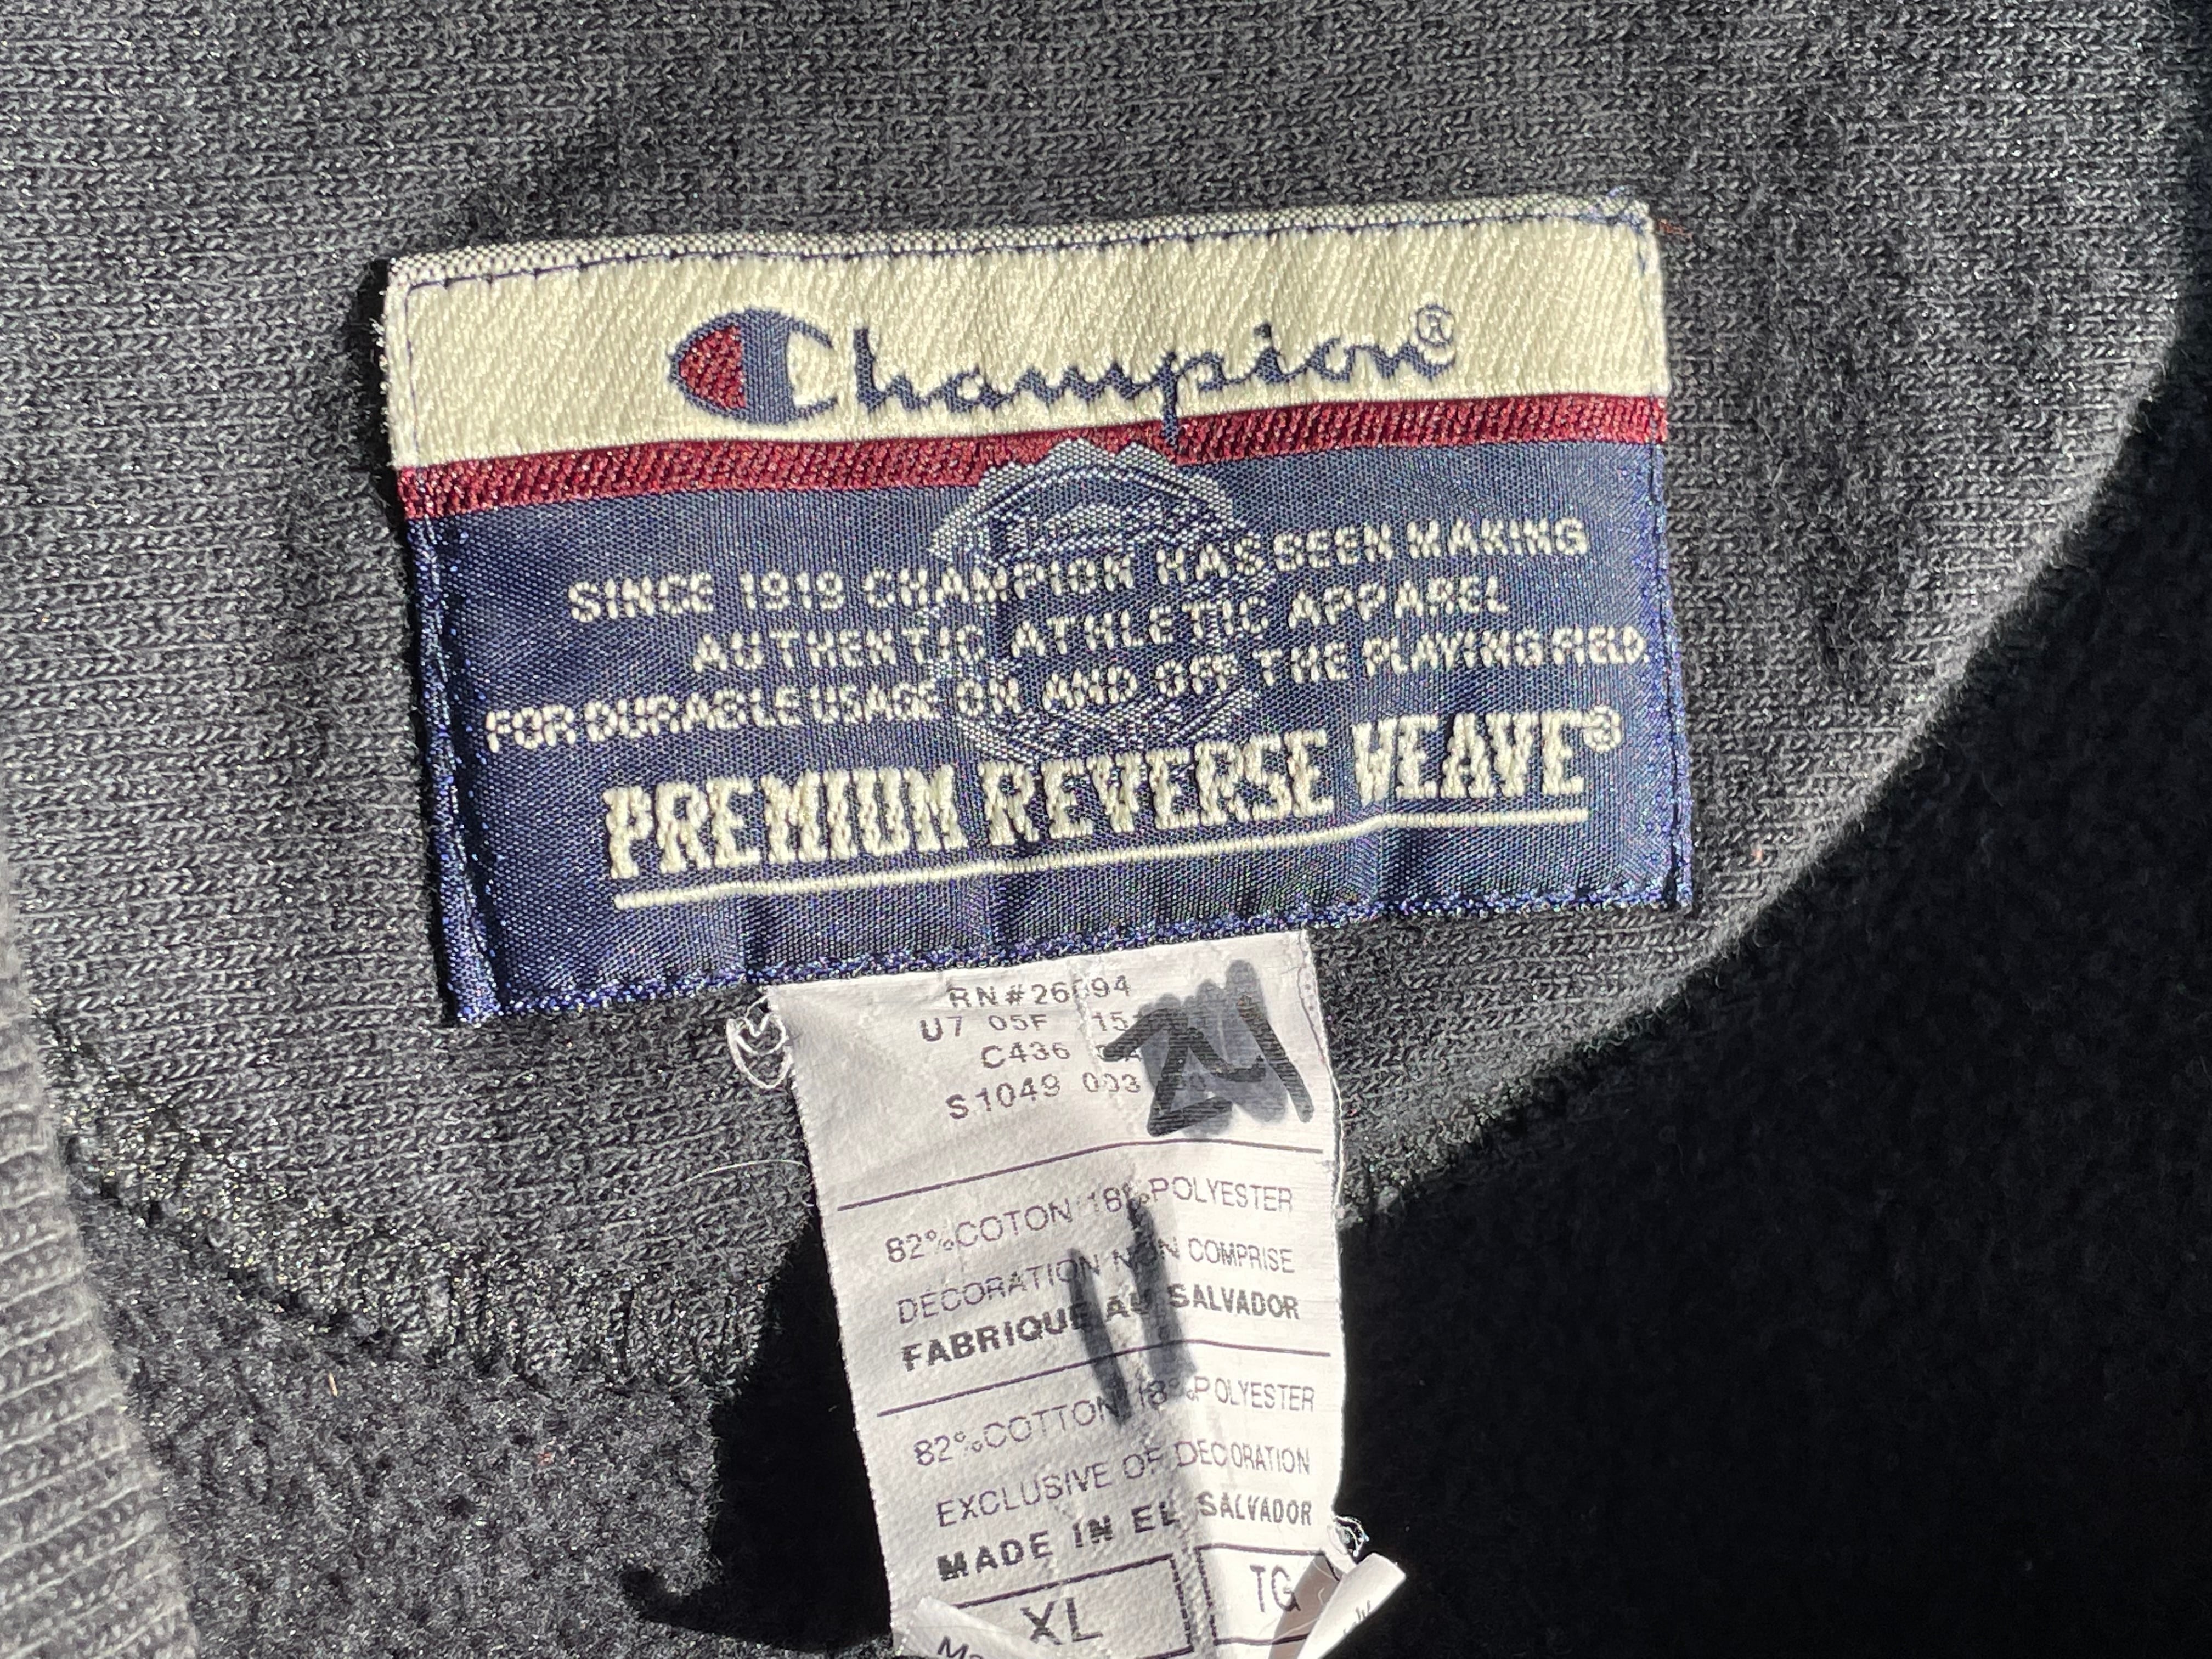 Champion®
SINCE 1919 CHAMPION HAS BEEN MAKING
AUTHENTIC ATHLETIC APPAREL
FOR DURABLE USAGE ON AND OFF THE PLAYING FIELD.
PREMIUM REVERSE WEAVE®
RN#26094
U7 05F
C436
S1049 003
82%COTON 18%POLYESTER
DECORATION NON COMPRISE
FABRIQUE AU SALVADOR
82%COTTON 18%POLYESTER
EXCLUSIVE OF DECORATION
MADE IN EL SALVADOR
XL TG